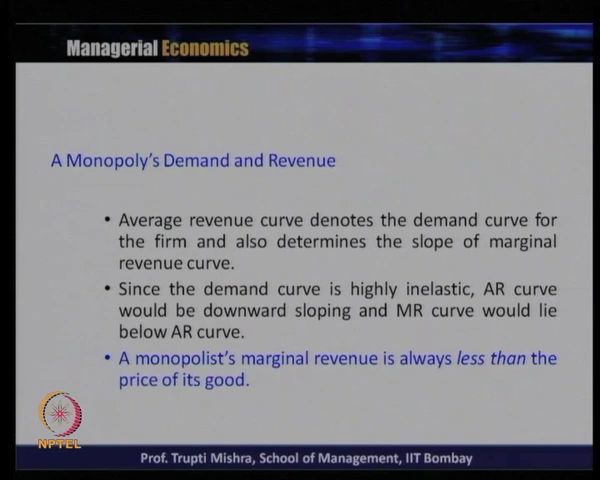 Managerial Economics
A Monopoly's Demand and Revenue
• Average revenue curve denotes the demand curve for
the firm and also determines the slope of marginal
revenue curve.
• Since the demand curve is highly inelastic, AR curve
would be downward sloping and MR curve would lie
below AR curve.
• A monopolist's marginal revenue is always less than the
price of its good.
NPTEL
Prof. Trupti Mishra, School of Management, IIT Bombay